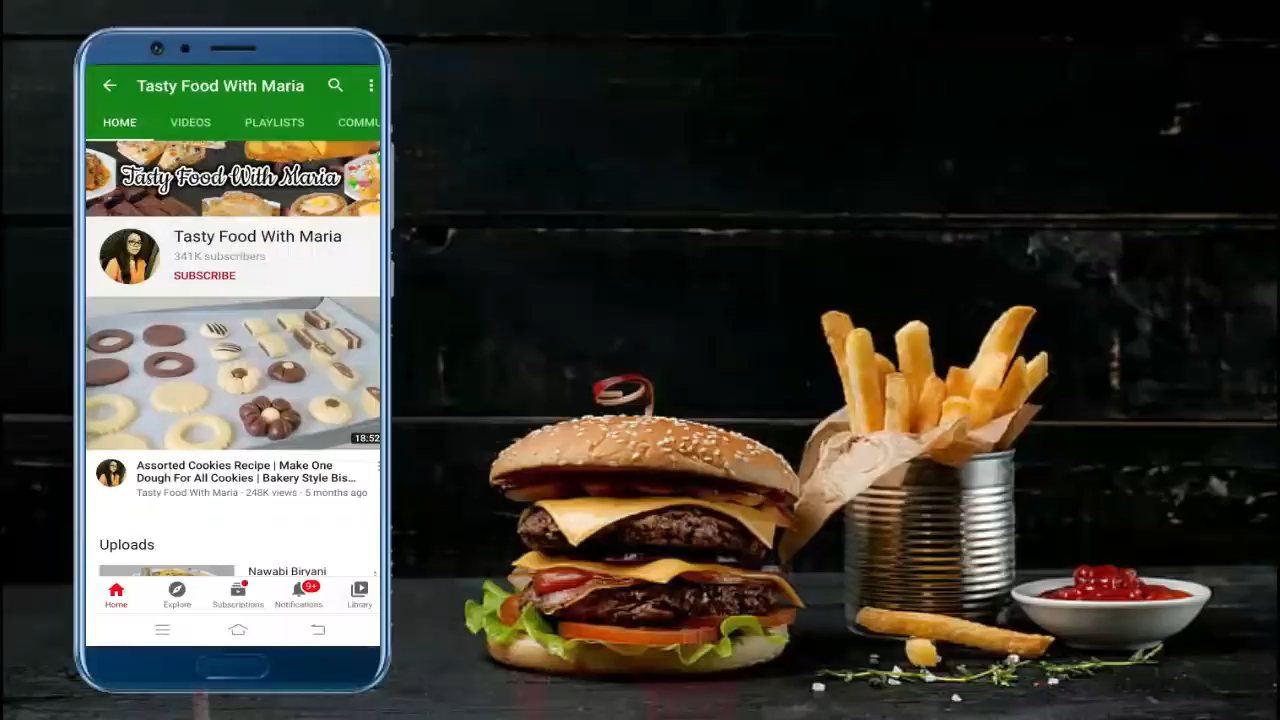 Tasty Food With Maria
HOME VIDEOS PLAYLISTS COMMU
Tasty Food With Maria
Tasty Food With Maria
341K subscribers
SUBSCRIBE
18:52
Assorted Cookies Recipe | Make One
Dough For All Cookies | Bakery Style Bis...
Tasty Food With Maria · 248K views · 5 months ago
Uploads
Nawabi Biryani
9+
Home Explore Subscriptions Notifications Library